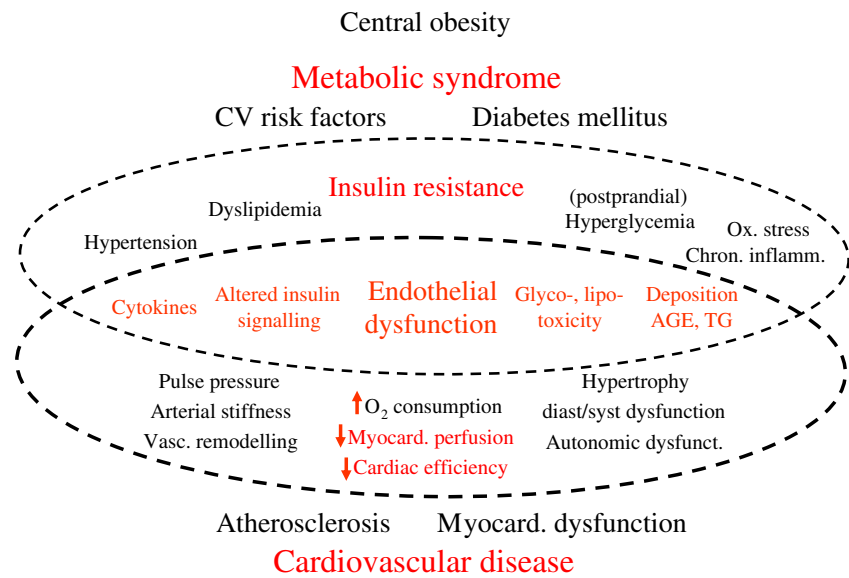 Central obesity
Metabolic syndrome
CV risk factors
Diabetes mellitus
Insulin resistance
(postprandial)
Hyperglycemia
Dyslipidemia
Hypertension
Ox. stress
Chron. inflamm.
Cytokines
Altered insulin
signalling
Endothelial
dysfunction
Glyco-, lipo-
toxicity
Deposition
AGE, TG
Pulse pressure
Arterial stiffness
Vasc. remodelling
O₂ consumption
Myocard. perfusion
Cardiac efficiency
Hypertrophy
diast/syst dysfunction
Autonomic dysfunct.
Atherosclerosis
Myocard. dysfunction
Cardiovascular disease